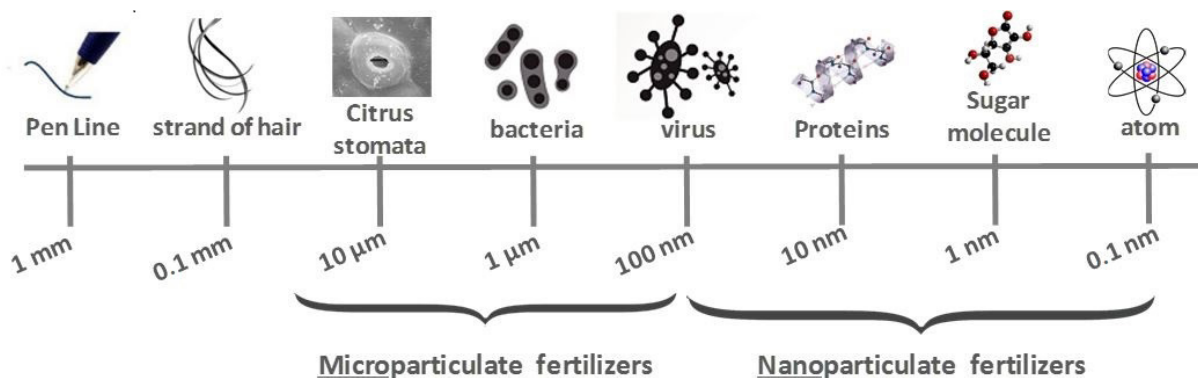 Pen Line
strand of hair
Citrus
stomata
bacteria
virus
Proteins
Sugar
molecule
atom
1 mm
0.1 mm
10 µm
1 µm
100 nm
10 nm
1 nm
0.1 nm
Microparticulate fertilizers
Nanoparticulate fertilizers